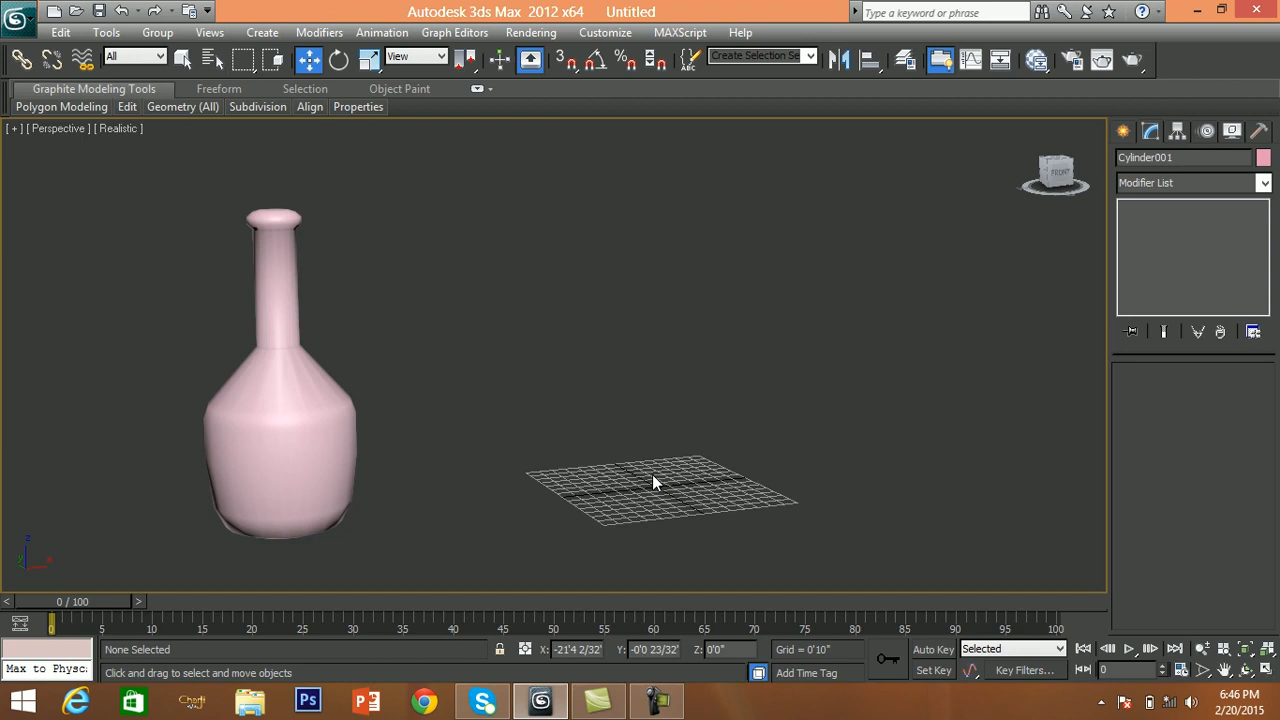 Autodesk 3ds Max 2012 x64 Untitled
Type a keyword or phrase
Edit Tools Group Views Create Modifiers Animation Graph Editors Rendering Customize MAXScript Help
All View 3 Create Selection Se
Graphite Modeling Tools Freeform Selection Object Paint
Polygon Modeling Edit Geometry (All) Subdivision Align Properties
[ + ] [ Perspective ] [ Realistic ]
FRONT
Cylinder001
Modifier List
z
y x
< 0 / 100 >
0 5 10 15 20 25 30 35 40 45 50 55 60 65 70 75 80 85 90 95 100
None Selected X: -21'4 2/32" Y: -0'0 23/32" Z: 0'0" Grid = 0'10" Auto Key Selected
Max to Physc. Click and drag to select and move objects Add Time Tag Set Key Key Filters... 0
6:46 PM
2/20/2015